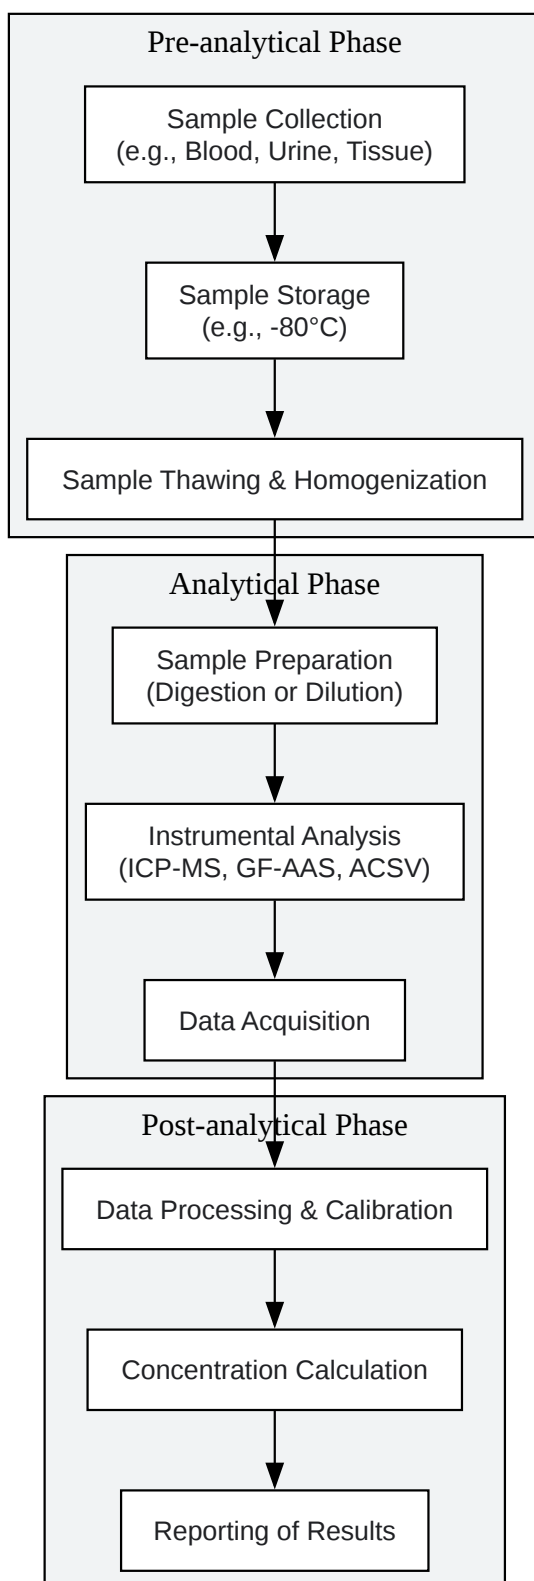 Pre-analytical Phase
Sample Collection
(e.g., Blood, Urine, Tissue)
Sample Storage
(e.g., -80°C)
Sample Thawing & Homogenization
Analytical Phase
Sample Preparation
(Digestion or Dilution)
Instrumental Analysis
(ICP-MS, GF-AAS, ACSV)
Data Acquisition
Post-analytical Phase
Data Processing & Calibration
Concentration Calculation
Reporting of Results